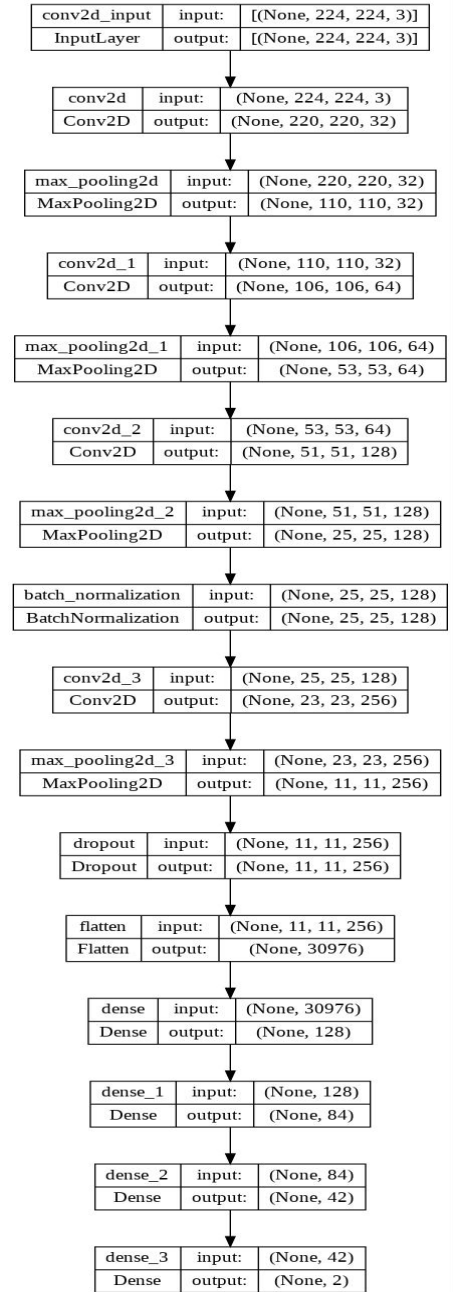 conv2d_input input: [(None, 224, 224, 3)]
InputLayer output: [(None, 224, 224, 3)]
conv2d input: (None, 224, 224, 3)
Conv2D output: (None, 220, 220, 32)
max_pooling2d input: (None, 220, 220, 32)
MaxPooling2D output: (None, 110, 110, 32)
conv2d_1 input: (None, 110, 110, 32)
Conv2D output: (None, 106, 106, 64)
max_pooling2d_1 input: (None, 106, 106, 64)
MaxPooling2D output: (None, 53, 53, 64)
conv2d_2 input: (None, 53, 53, 64)
Conv2D output: (None, 51, 51, 128)
max_pooling2d_2 input: (None, 51, 51, 128)
MaxPooling2D output: (None, 25, 25, 128)
batch_normalization input: (None, 25, 25, 128)
BatchNormalization output: (None, 25, 25, 128)
conv2d_3 input: (None, 25, 25, 128)
Conv2D output: (None, 23, 23, 256)
max_pooling2d_3 input: (None, 23, 23, 256)
MaxPooling2D output: (None, 11, 11, 256)
dropout input: (None, 11, 11, 256)
Dropout output: (None, 11, 11, 256)
flatten input: (None, 11, 11, 256)
Flatten output: (None, 30976)
dense input: (None, 30976)
Dense output: (None, 128)
dense_1 input: (None, 128)
Dense output: (None, 84)
dense_2 input: (None, 84)
Dense output: (None, 42)
dense_3 input: (None, 42)
Dense output: (None, 2)